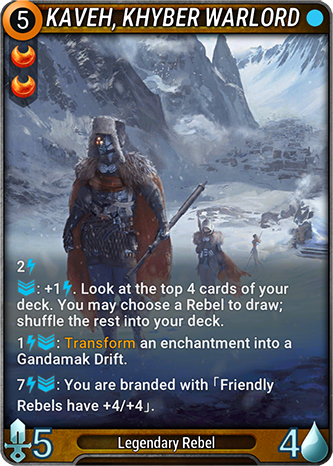 5 KAVEH, KHYBER WARLORD
2
: +1. Look at the top 4 cards of your
deck. You may choose a Rebel to draw;
shuffle the rest into your deck.
1: Transform an enchantment into a
Gandamak Drift.
7: You are branded with「Friendly
Rebels have +4/+4」.
5 Legendary Rebel 4